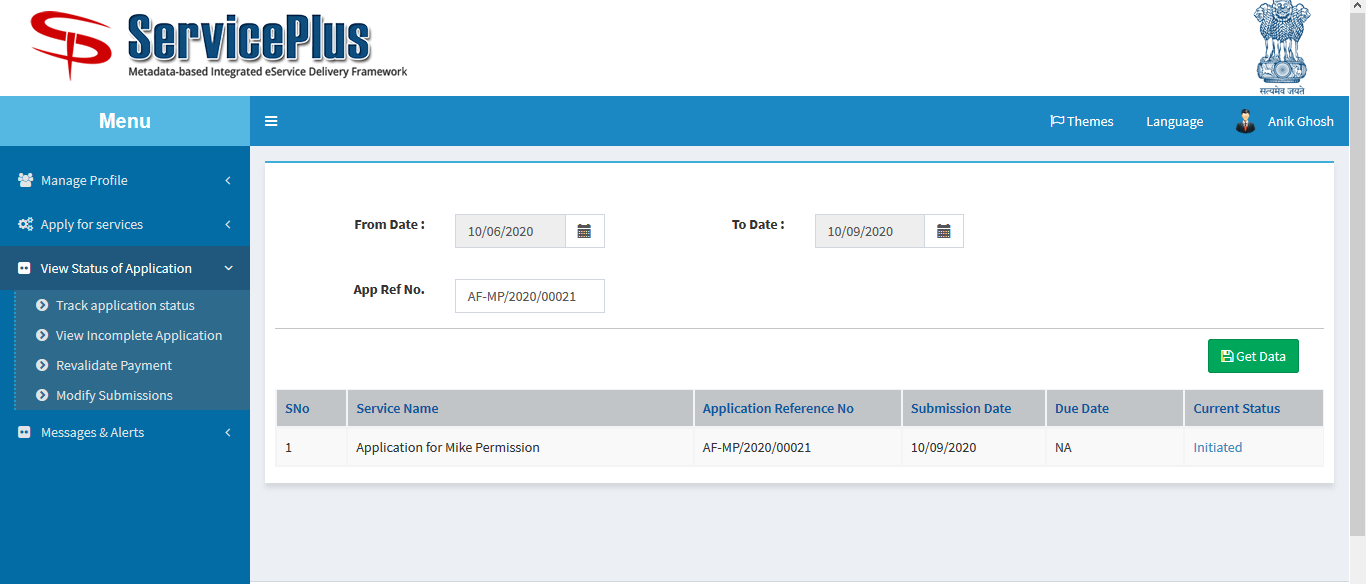 ServicePlus
Metadata-based Integrated eService Delivery Framework
सत्यमेव जयते
Menu
Themes Language Anik Ghosh
Manage Profile
Apply for services
View Status of Application
Track application status
View Incomplete Application
Revalidate Payment
Modify Submissions
Messages & Alerts
From Date : 10/06/2020 To Date : 10/09/2020
App Ref No. AF-MP/2020/00021
Get Data
SNo Service Name Application Reference No Submission Date Due Date Current Status
1 Application for Mike Permission AF-MP/2020/00021 10/09/2020 NA Initiated